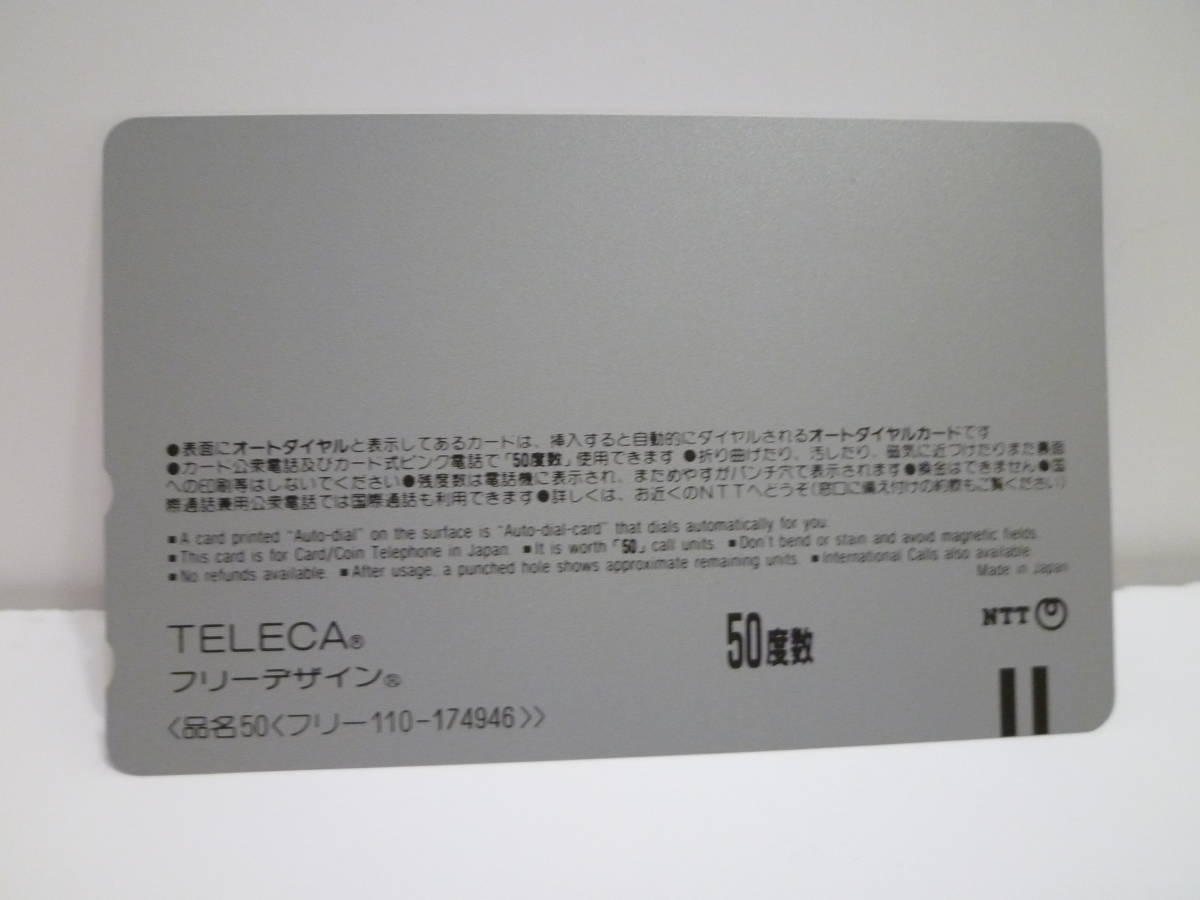 ●表面にオートダイヤルと表示してあるカードは、挿入すると自動的にダイヤルされるオートダイヤルカードです
●カード公衆電話及びカード式ピンク電話で「50度数」使用できます ●折り曲げたり、汚したり、磁気に近づけたりまた裏面
への印刷等はしないでください●残度数は電話機に表示され、まためやすがパンチ穴で表示されます●換金はできません●国
際通話兼用公衆電話では国際通話も利用できます●詳しくは、お近くのNTTへどうぞ(窓口に備え付けの約款もご覧ください)
■A card printed "Auto-dial" on the surface is "Auto-dial-card" that dials automatically for you.
■This card is for Card/Coin Telephone in Japan. ■It is worth「50」call units. ■Don't bend or stain and avoid magnetic fields.
■No refunds available. ■After usage, a punched hole shows approximate remaining units. ■International Calls also available.
Made in Japan
TELECA®
フリーデザイン®
50度数
NTT
〈品名50〈フリー110-174946〉〉